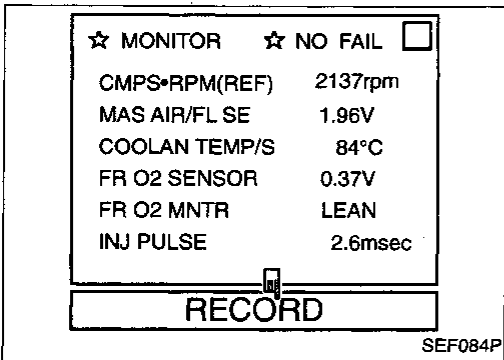 ☆ MONITOR ☆ NO FAIL
CMPS•RPM(REF) 2137rpm
MAS AIR/FL SE 1.96V
COOLAN TEMP/S 84°C
FR O2 SENSOR 0.37V
FR O2 MNTR LEAN
INJ PULSE 2.6msec
RECORD
SEF084P